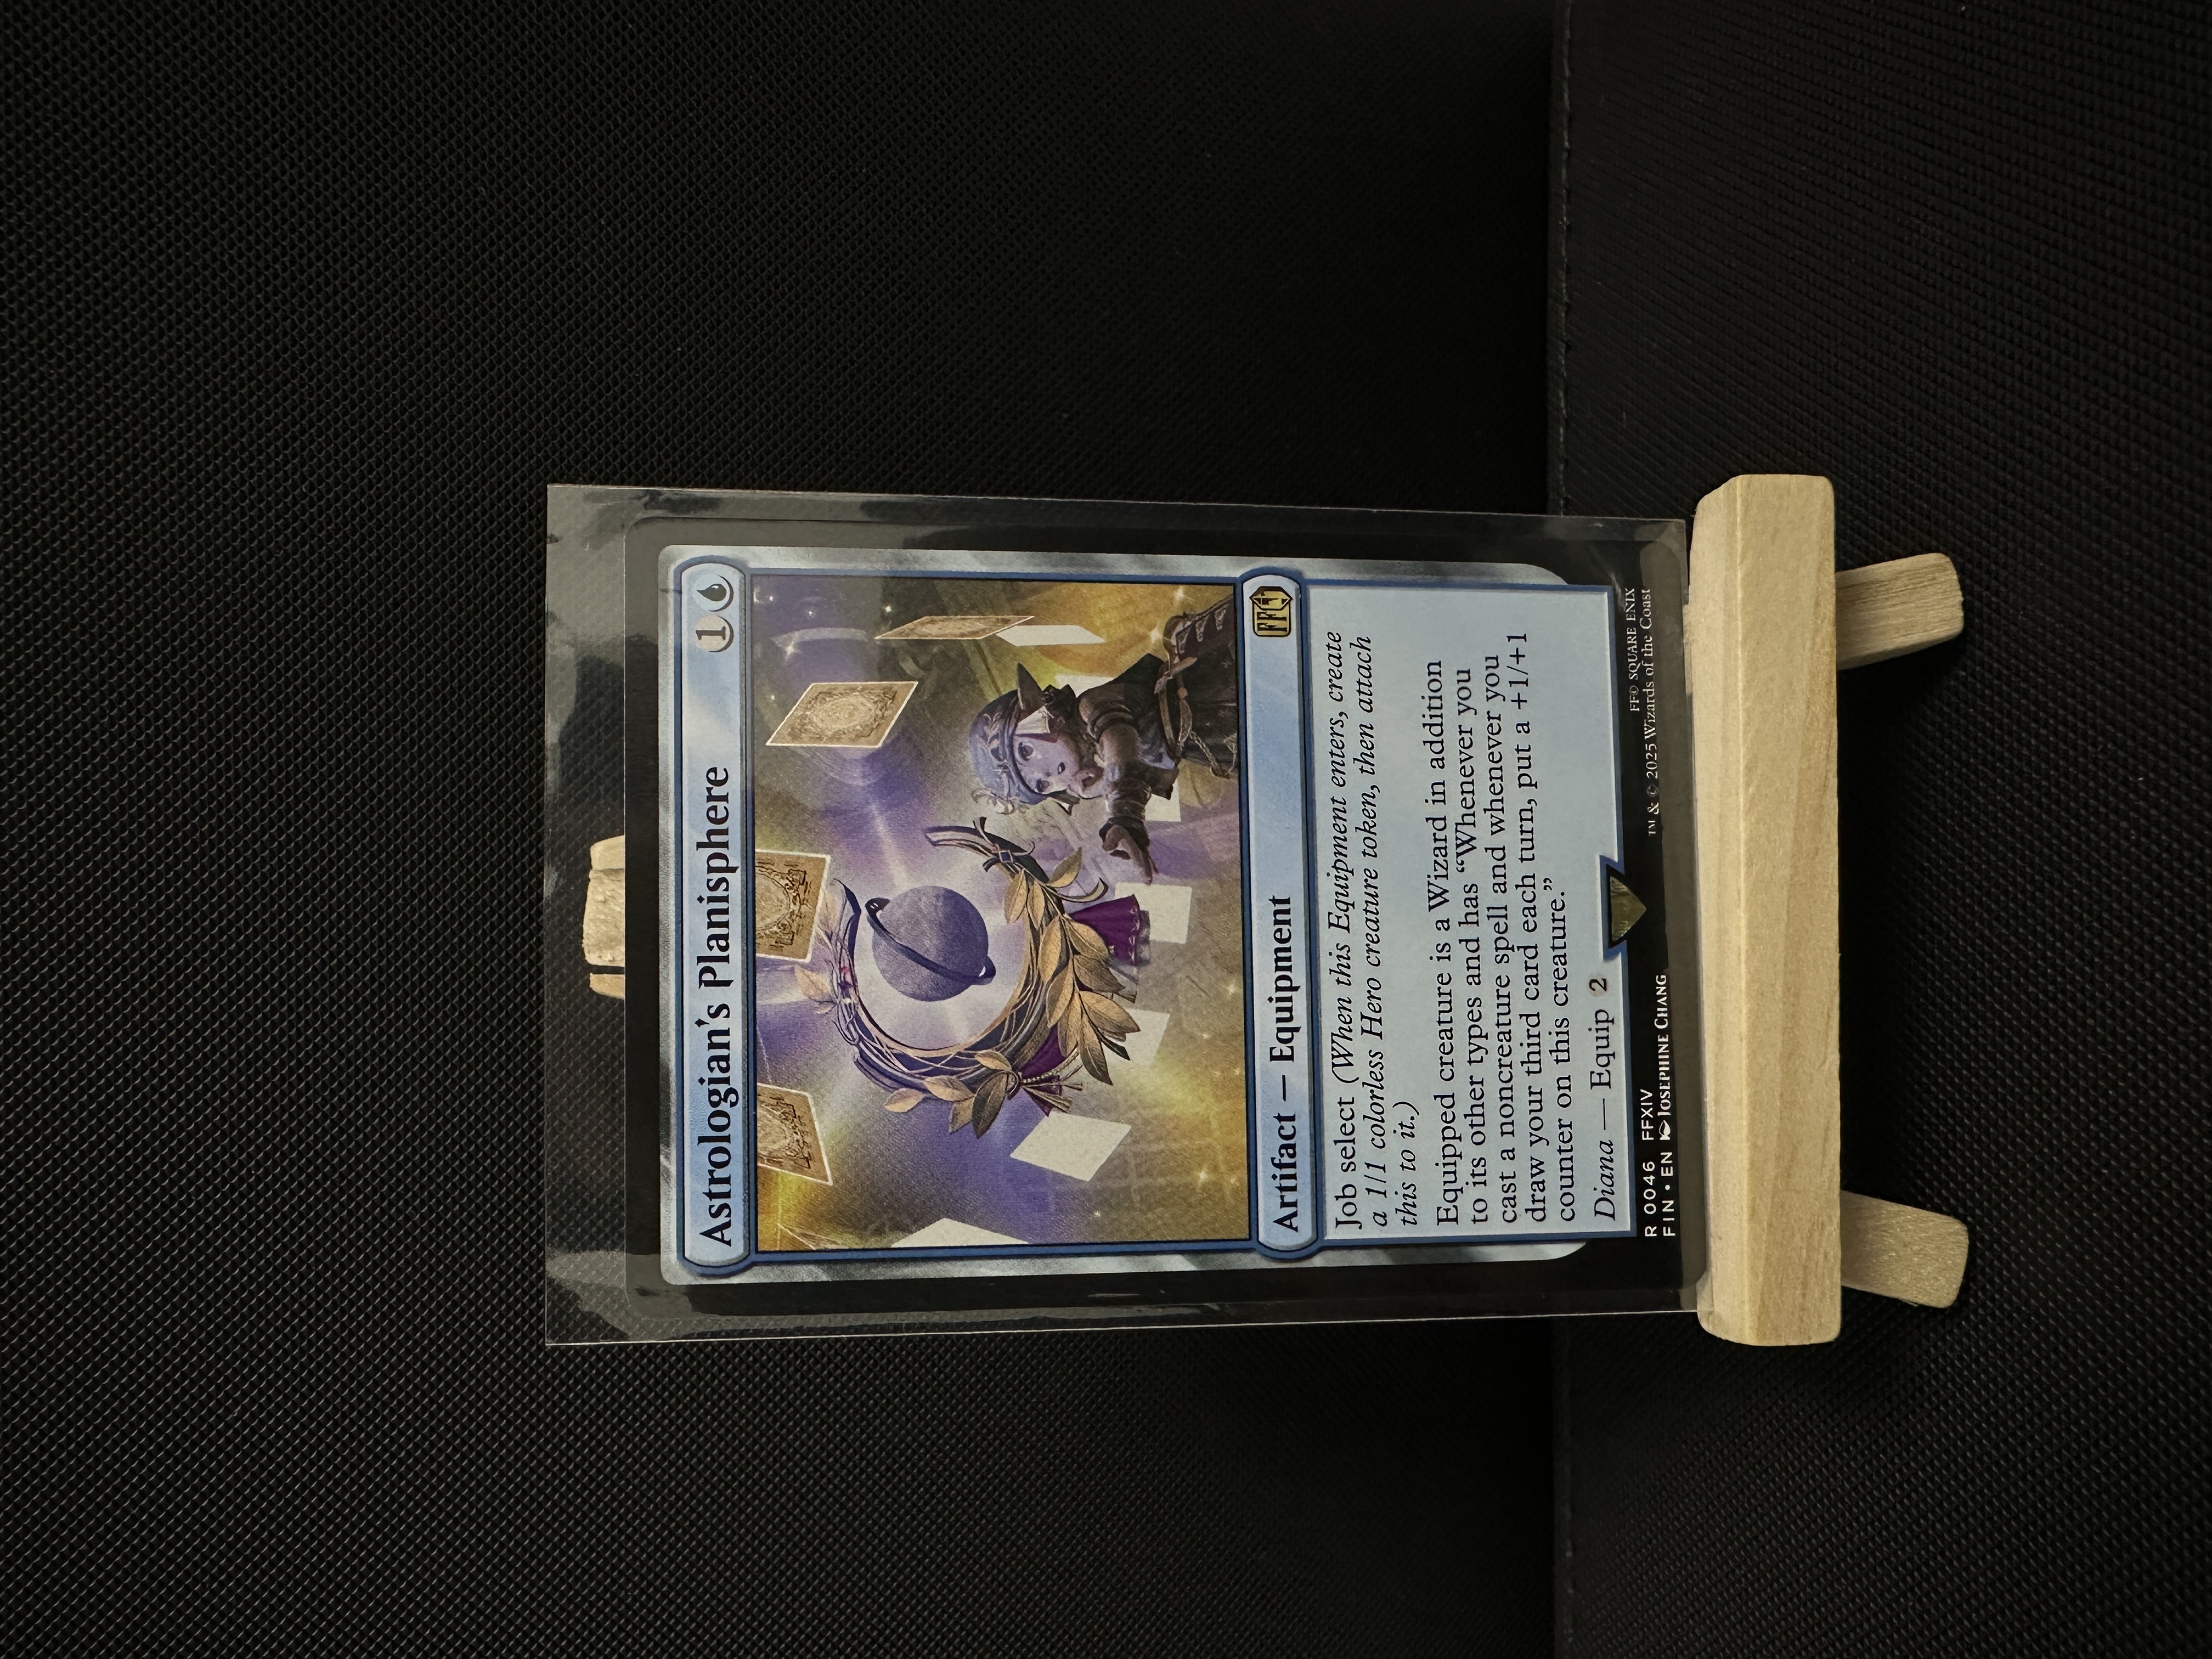 Astrologian's Planisphere 1
Artifact — Equipment FF
Job select (When this Equipment enters, create
a 1/1 colorless Hero creature token, then attach
this to it.)
Equipped creature is a Wizard in addition
to its other types and has “Whenever you
cast a noncreature spell and whenever you
draw your third card each turn, put a +1/+1
counter on this creature.”
Diana — Equip 2
R 0046 FFXIV
FIN • EN JOSEPHINE CHANG
FF© SQUARE ENIX
™ & © 2025 Wizards of the Coast